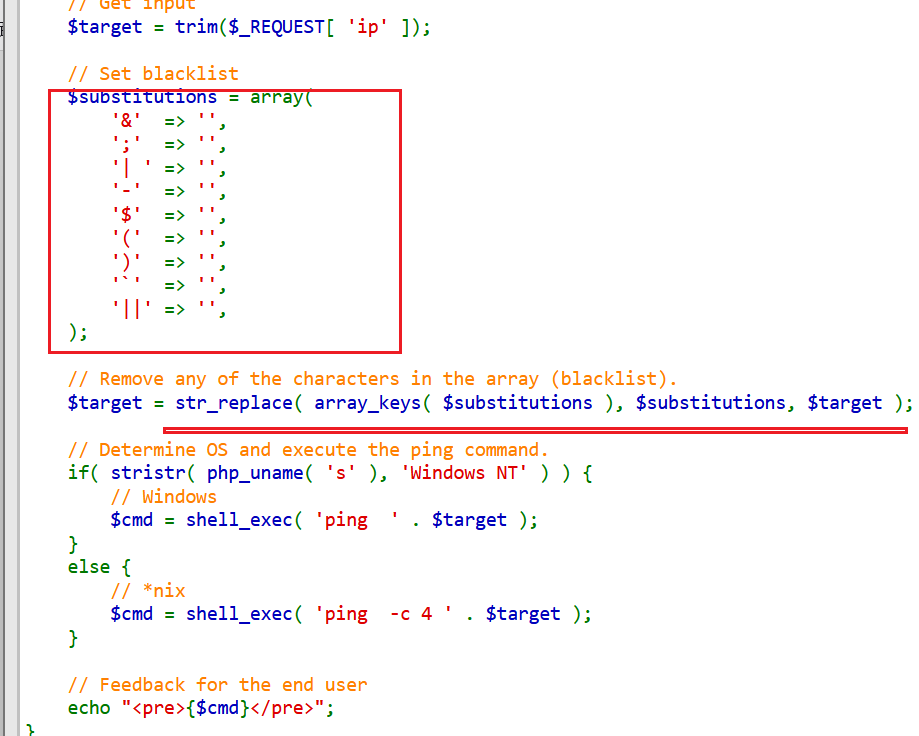 // Get input
$target = trim($_REQUEST[ 'ip' ]);
// Set blacklist
$substitutions = array(
'&' => '',
';' => '',
'| ' => '',
'-' => '',
'$' => '',
'(' => '',
')' => '',
'`' => '',
'||' => '',
);
// Remove any of the characters in the array (blacklist).
$target = str_replace( array_keys( $substitutions ), $substitutions, $target );
// Determine OS and execute the ping command.
if( stristr( php_uname( 's' ), 'Windows NT' ) ) {
// Windows
$cmd = shell_exec( 'ping  ' . $target );
}
else {
// *nix
$cmd = shell_exec( 'ping  -c 4 ' . $target );
}
// Feedback for the end user
echo "<pre>{$cmd}</pre>";
}